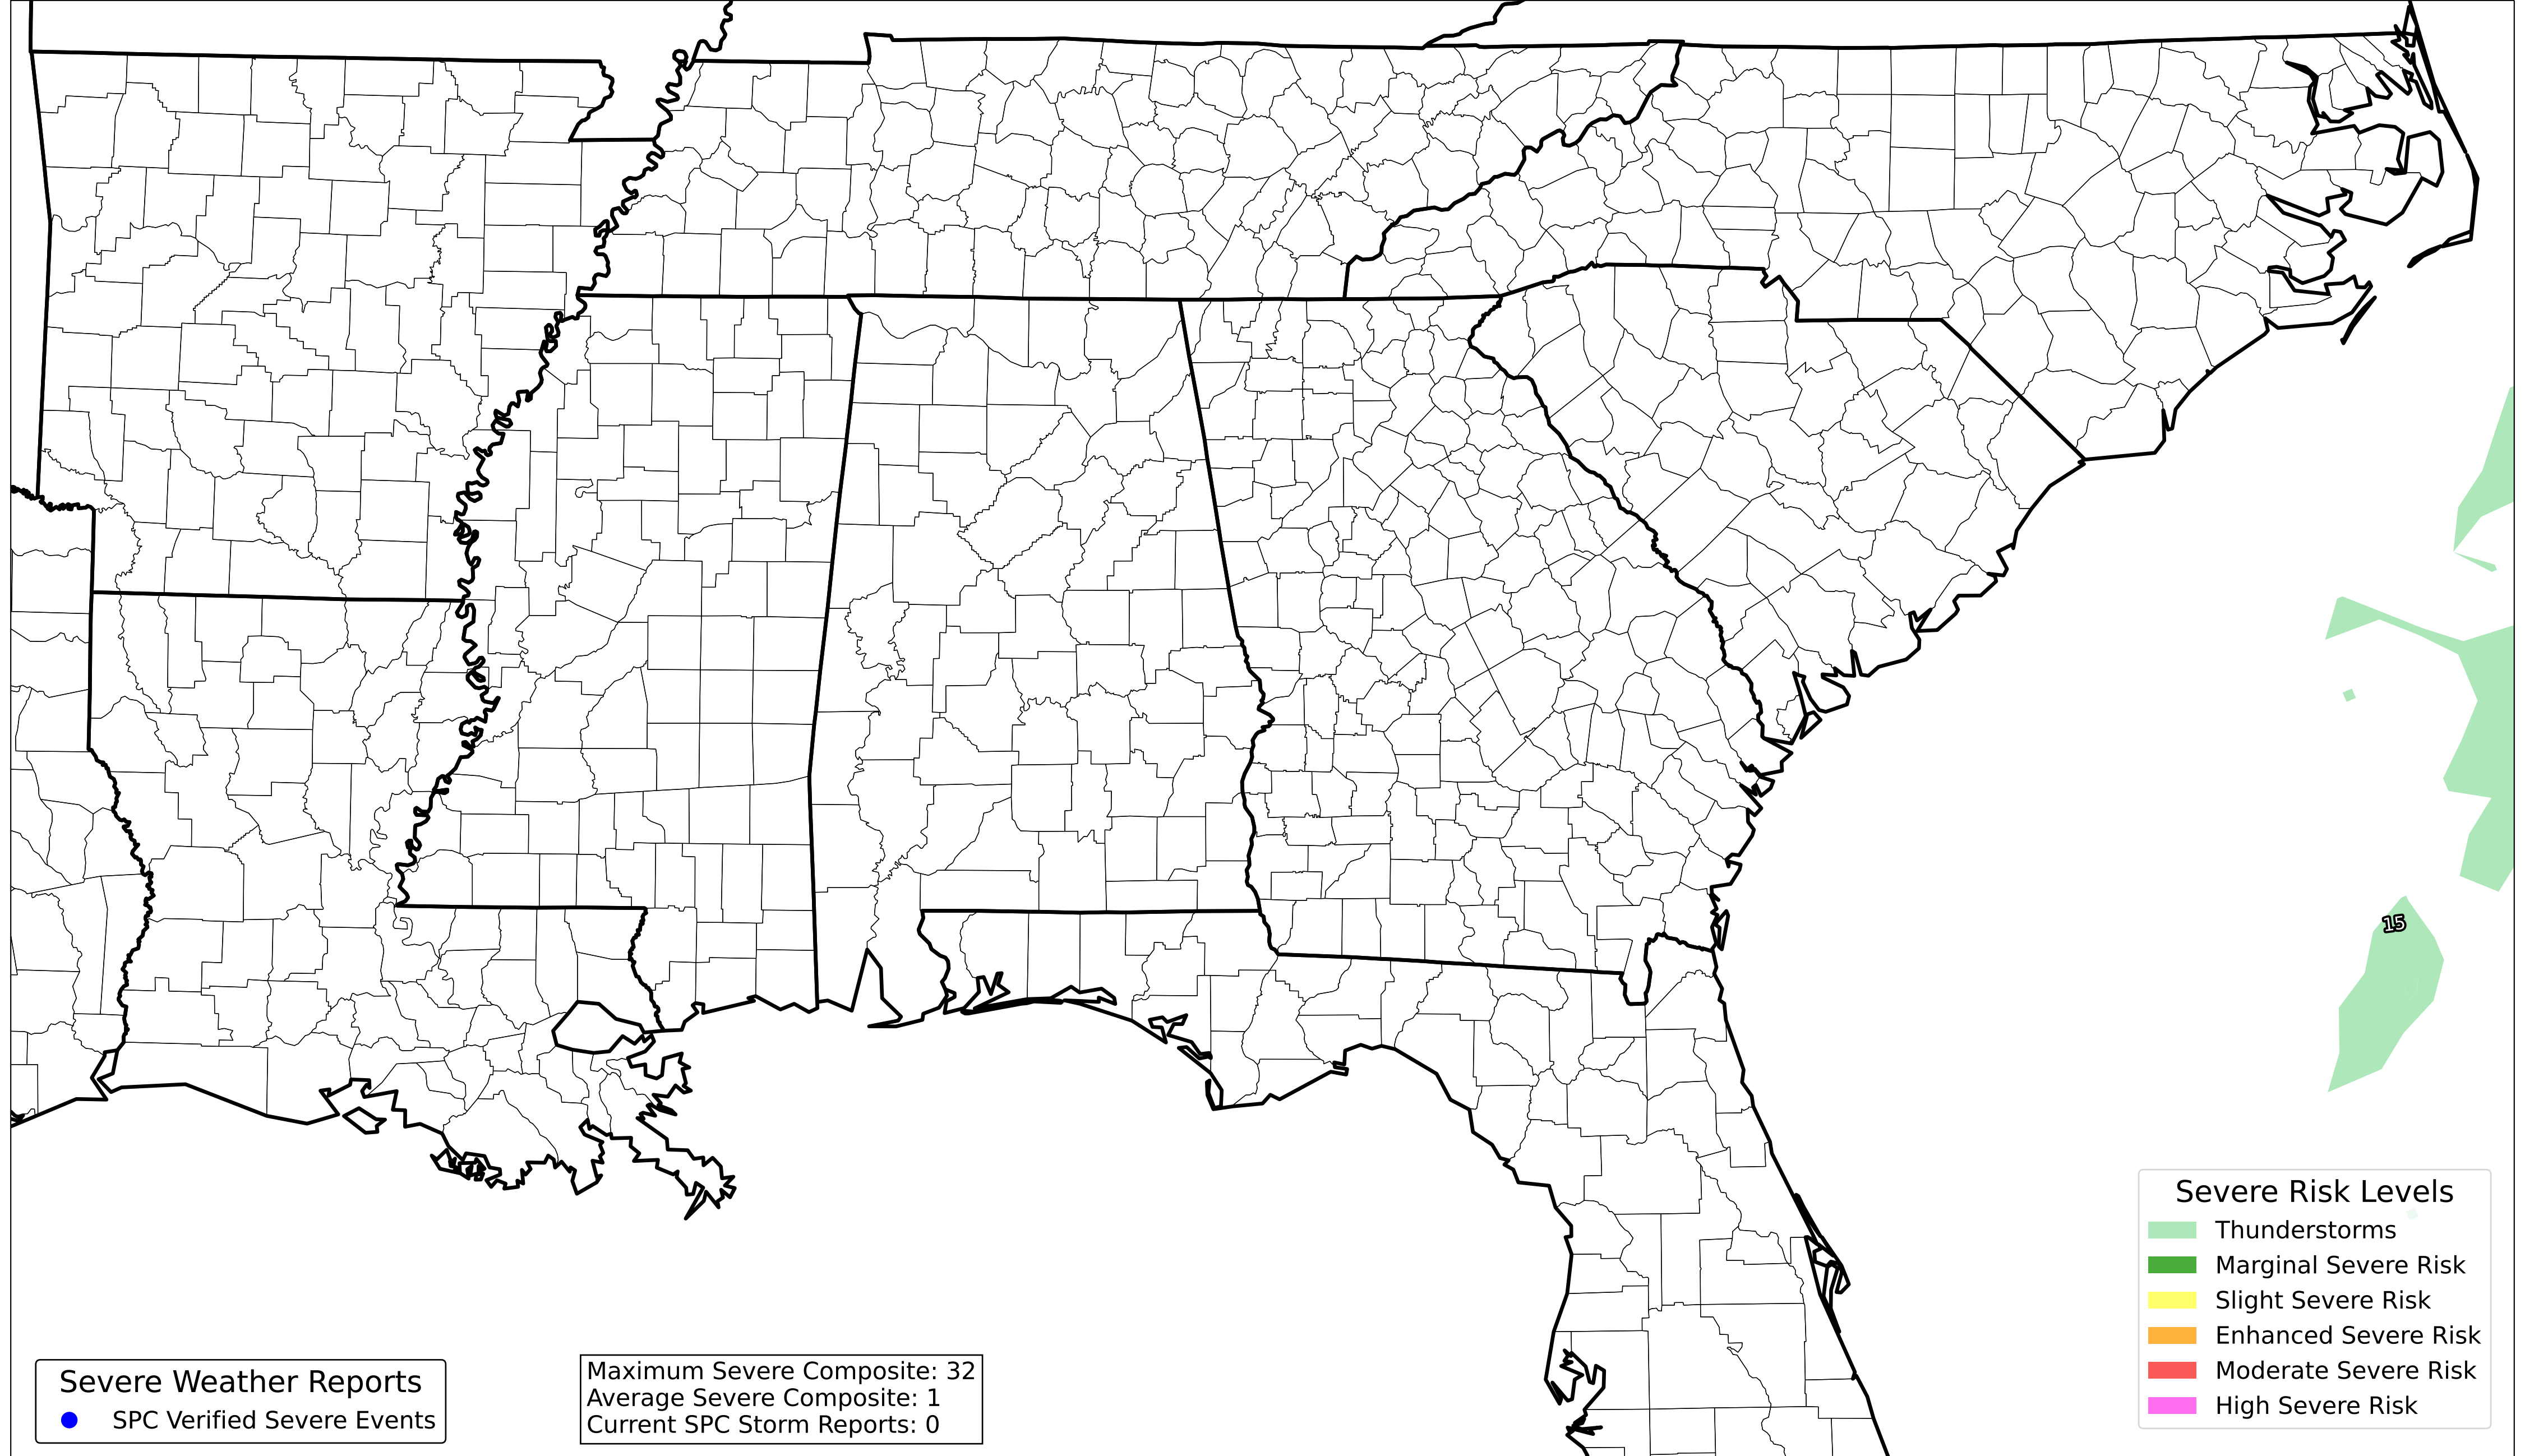 15
Severe Risk Levels
Thunderstorms
Marginal Severe Risk
Slight Severe Risk
Enhanced Severe Risk
Moderate Severe Risk
High Severe Risk
Severe Weather Reports
SPC Verified Severe Events
Maximum Severe Composite: 32
Average Severe Composite: 1
Current SPC Storm Reports: 0